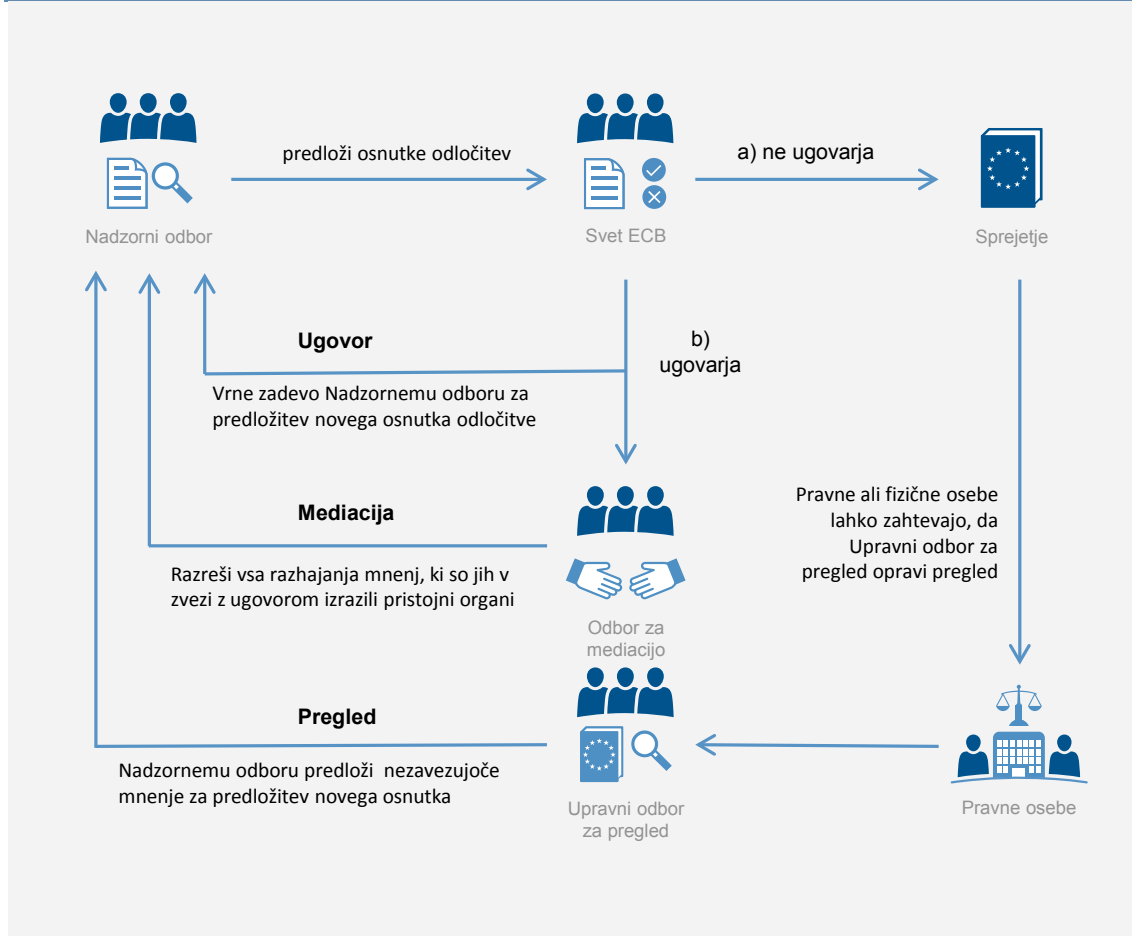 predloži osnutke odločitev
a) ne ugovarja
Nadzorni odbor
Svet ECB
Sprejetje
Ugovor
b)
ugovarja
Vrne zadevo Nadzornemu odboru za
predložitev novega osnutka odločitve
Mediacija
Razreši vsa razhajanja mnenj, ki so jih v
zvezi z ugovorom izrazili pristojni organi
Odbor za
mediacijo
Pravne ali fizične osebe
lahko zahtevajo, da
Upravni odbor za
pregled opravi pregled
Pregled
Nadzornemu odboru predloži nezavezujoče
mnenje za predložitev novega osnutka
Upravni odbor
za pregled
Pravne osebe